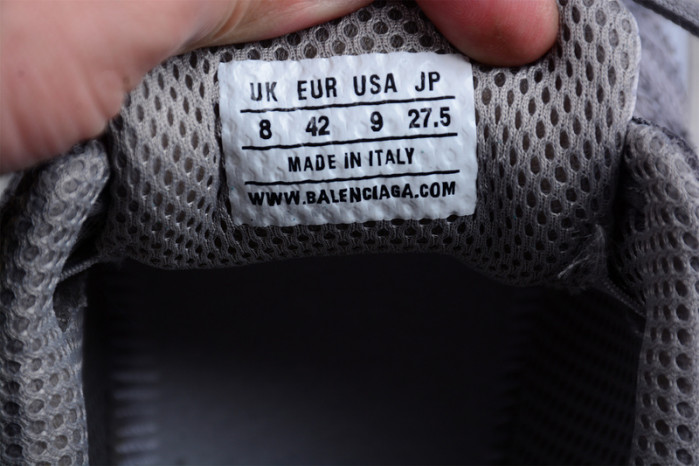 UK EUR USA JP
8 42 9 27.5
MADE iN ITALY
WWW.BALENCIAGA.COM